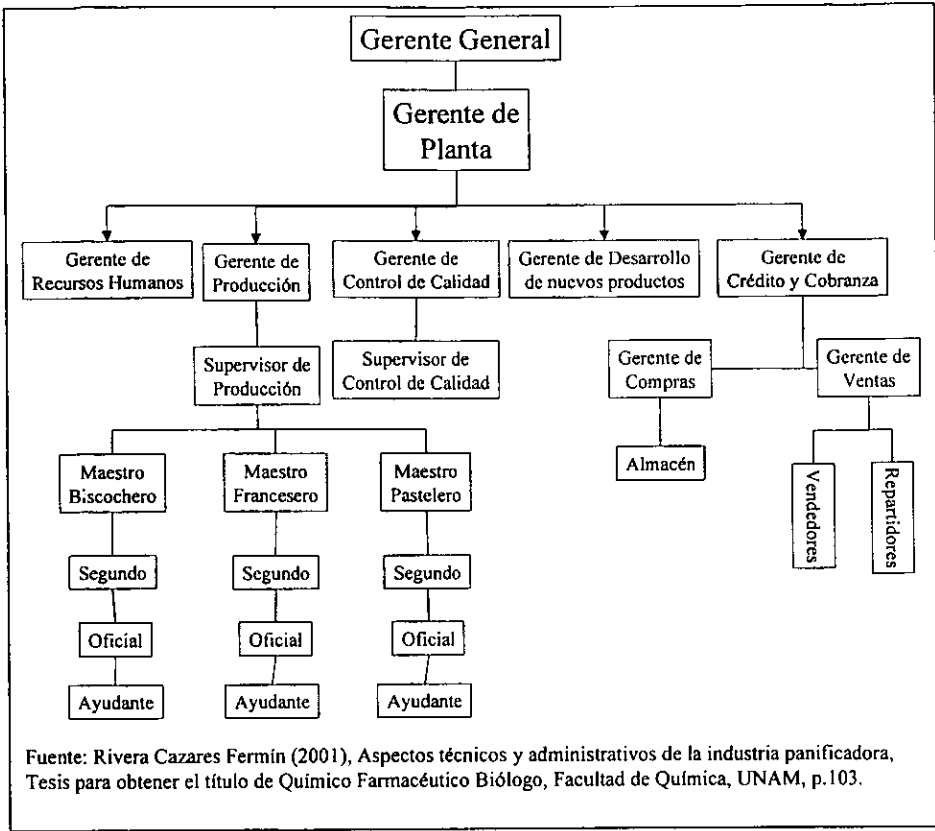 Gerente General
Gerente de
Planta
Gerente de
Recursos Humanos
Gerente de
Producción
Gerente de
Control de Calidad
Gerente de Desarrollo
de nuevos productos
Gerente de
Crédito y Cobranza
Supervisor de
Producción
Supervisor de
Control de Calidad
Gerente de
Compras
Gerente de
Ventas
Almacén
Vendedores
Repartidores
Maestro
Biscochero
Maestro
Francesero
Maestro
Pastelero
Segundo
Segundo
Segundo
Oficial
Oficial
Oficial
Ayudante
Ayudante
Ayudante
Fuente: Rivera Cazares Fermín (2001), Aspectos técnicos y administrativos de la industria panificadora,
Tesis para obtener el título de Químico Farmacéutico Biólogo, Facultad de Química, UNAM, p.103.